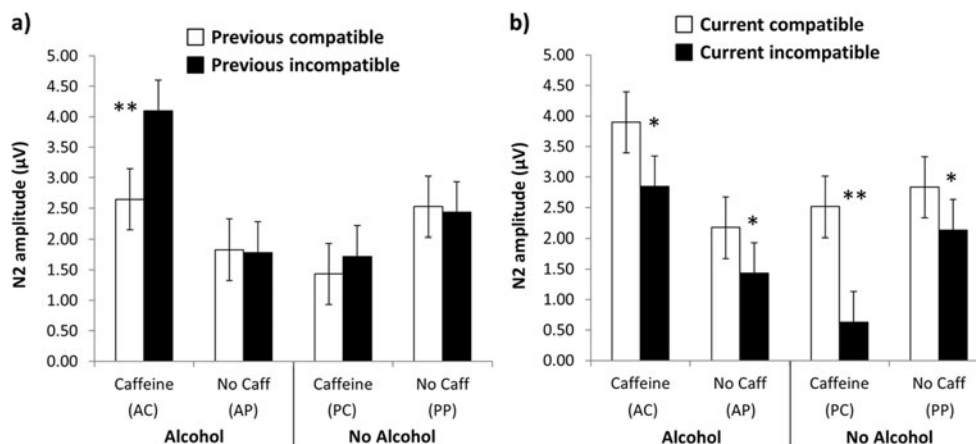 a)
Previous compatible
Previous incompatible
N2 amplitude (µV)
5.00
4.50
4.00
3.50
3.00
2.50
2.00
1.50
1.00
0.50
0.00
**
Caffeine No Caff Caffeine No Caff
(AC) (AP) (PC) (PP)
Alcohol No Alcohol
b)
Current compatible
Current incompatible
N2 amplitude (µV)
5.00
4.50
4.00
3.50
3.00
2.50
2.00
1.50
1.00
0.50
0.00
*
*
**
*
Caffeine No Caff Caffeine No Caff
(AC) (AP) (PC) (PP)
Alcohol No Alcohol